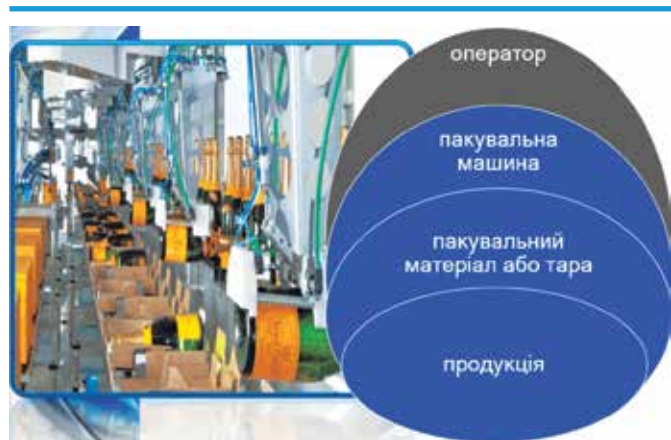 оператор
пакувальна
машина
пакувальний
матеріал або тара
продукція